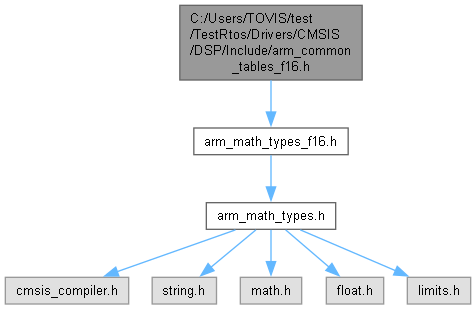 C:/Users/TOVIS/test
/TestRtos/Drivers/CMSIS
/DSP/Include/arm_common
_tables_f16.h
arm_math_types_f16.h
arm_math_types.h
cmsis_compiler.h
string.h
math.h
float.h
limits.h